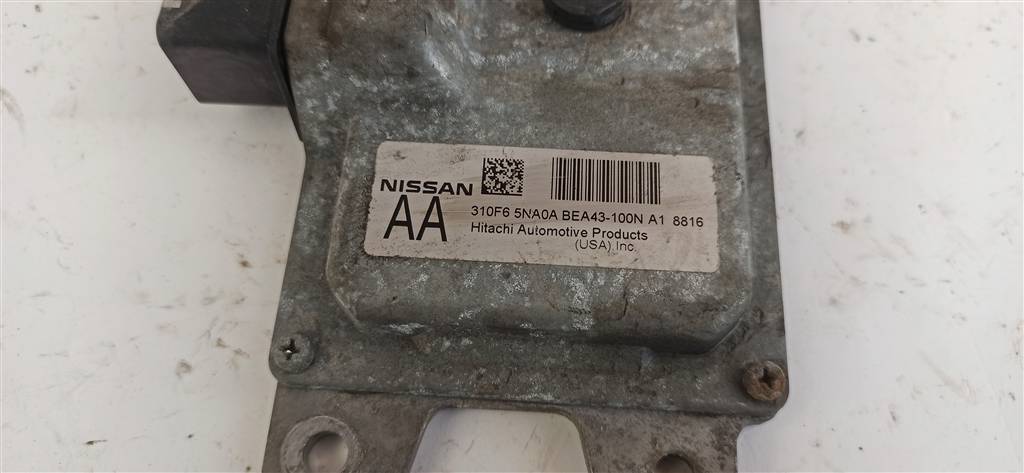 NISSAN
AA
310F6 5NA0A BEA43-100N A1 8816
Hitachi Automotive Products
(USA), Inc.